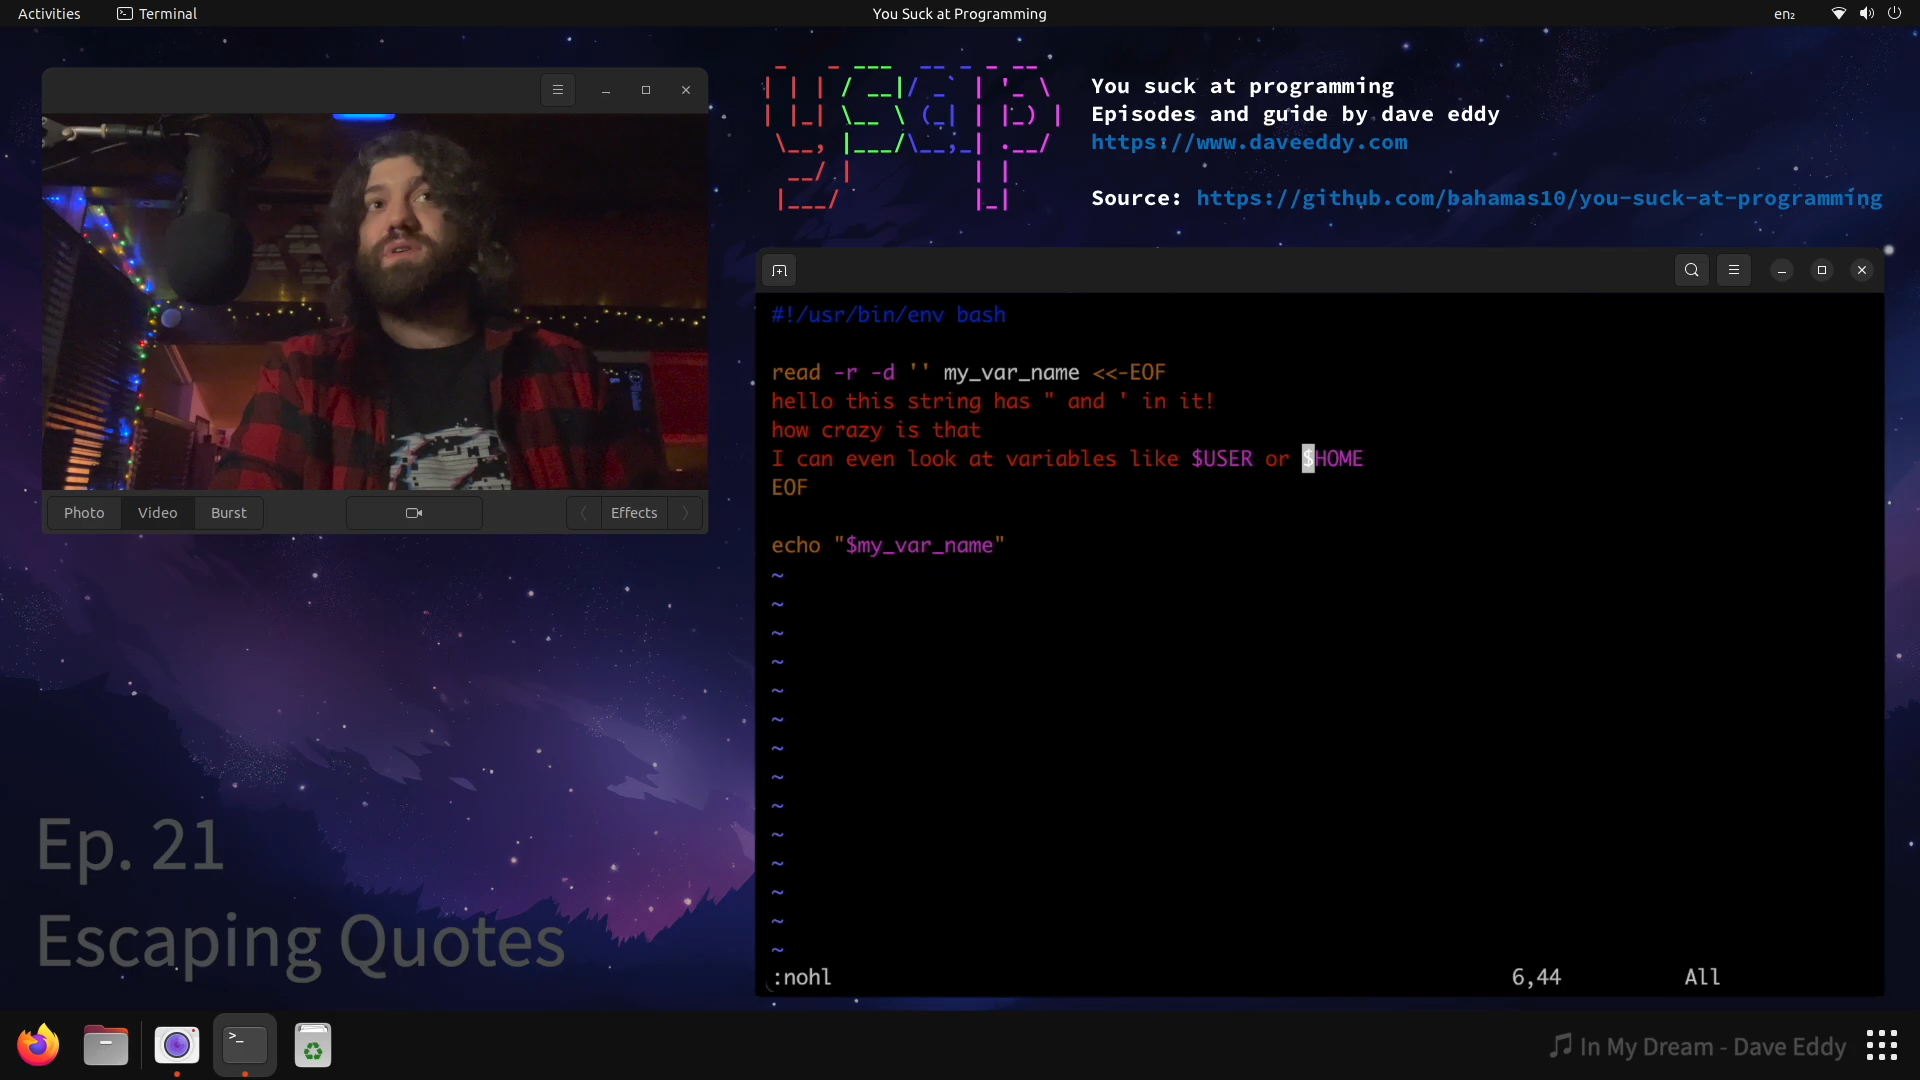 Activities
Terminal
You Suck at Programming
en₂
You suck at programming
Episodes and guide by dave eddy
https://www.daveeddy.com
Source: https://github.com/bahamas10/you-suck-at-programming
Photo
Video
Burst
Effects
#!/usr/bin/env bash
read -r -d '' my_var_name <<-EOF
hello this string has " and ' in it!
how crazy is that
I can even look at variables like $USER or $HOME
EOF
echo "$my_var_name"
~
~
~
~
~
~
~
~
~
~
~
~
~
~
:nohl 6,44 All
Ep. 21
Escaping Quotes
In My Dream - Dave Eddy